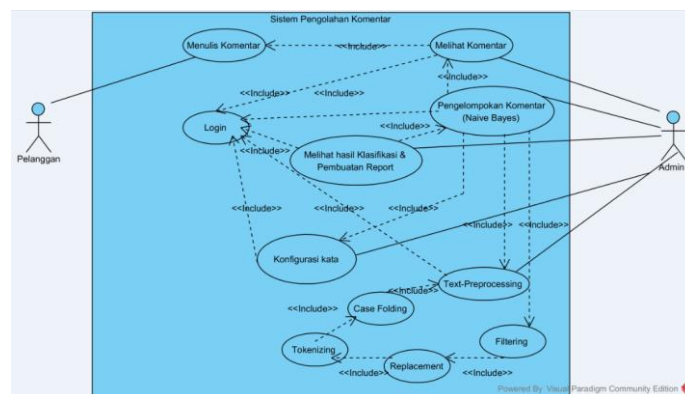 Sistem Pengolahan Komentar
Menulis Komentar
<<Include>>
Melihat Komentar
<<Include>>
<<Include>>
<<Include>>
Pengelompokan Komentar
(Naive Bayes)
Login
<<Include>>
Pelanggan
Melihat hasil Klasifikasi &
Pembuatan Report
Admin
<<Include>>
<<Include>>
<<Include>>
<<Include>>
<<Include>>
Konfigurasi kata
<<Include>>
Text-Preprocessing
<<Include>>
Case Folding
Tokenizing
Filtering
Replacement
<<Include>>
<<Include>>
Powered By Visual Paradigm Community Edition